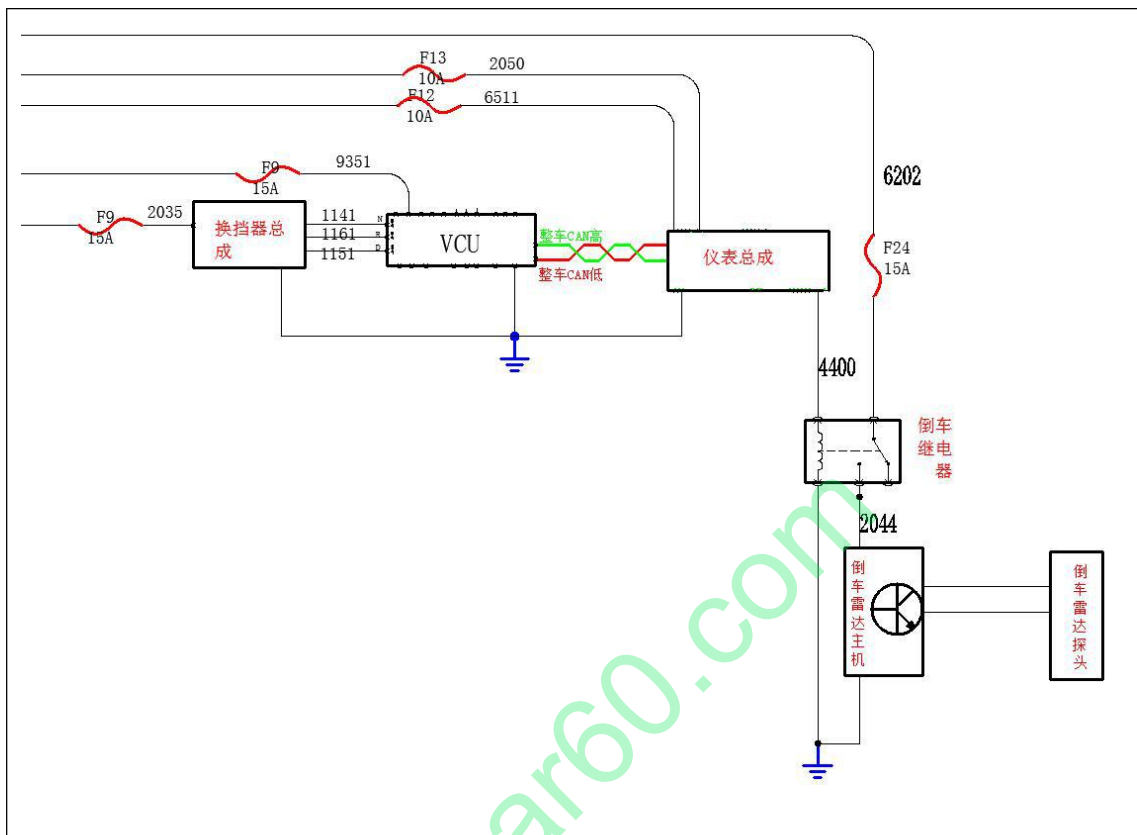 F13
2050
10A
F12
6511
10A
F9
9351
15A
6202
F9
2035
15A
换挡器总
成
1141
N
1161
R
1151
D
VCU
整车CAN高
整车CAN低
仪表总成
F24
15A
4400
倒车
继电
器
2044
倒车雷达主机
倒车雷达探头
ar60.com